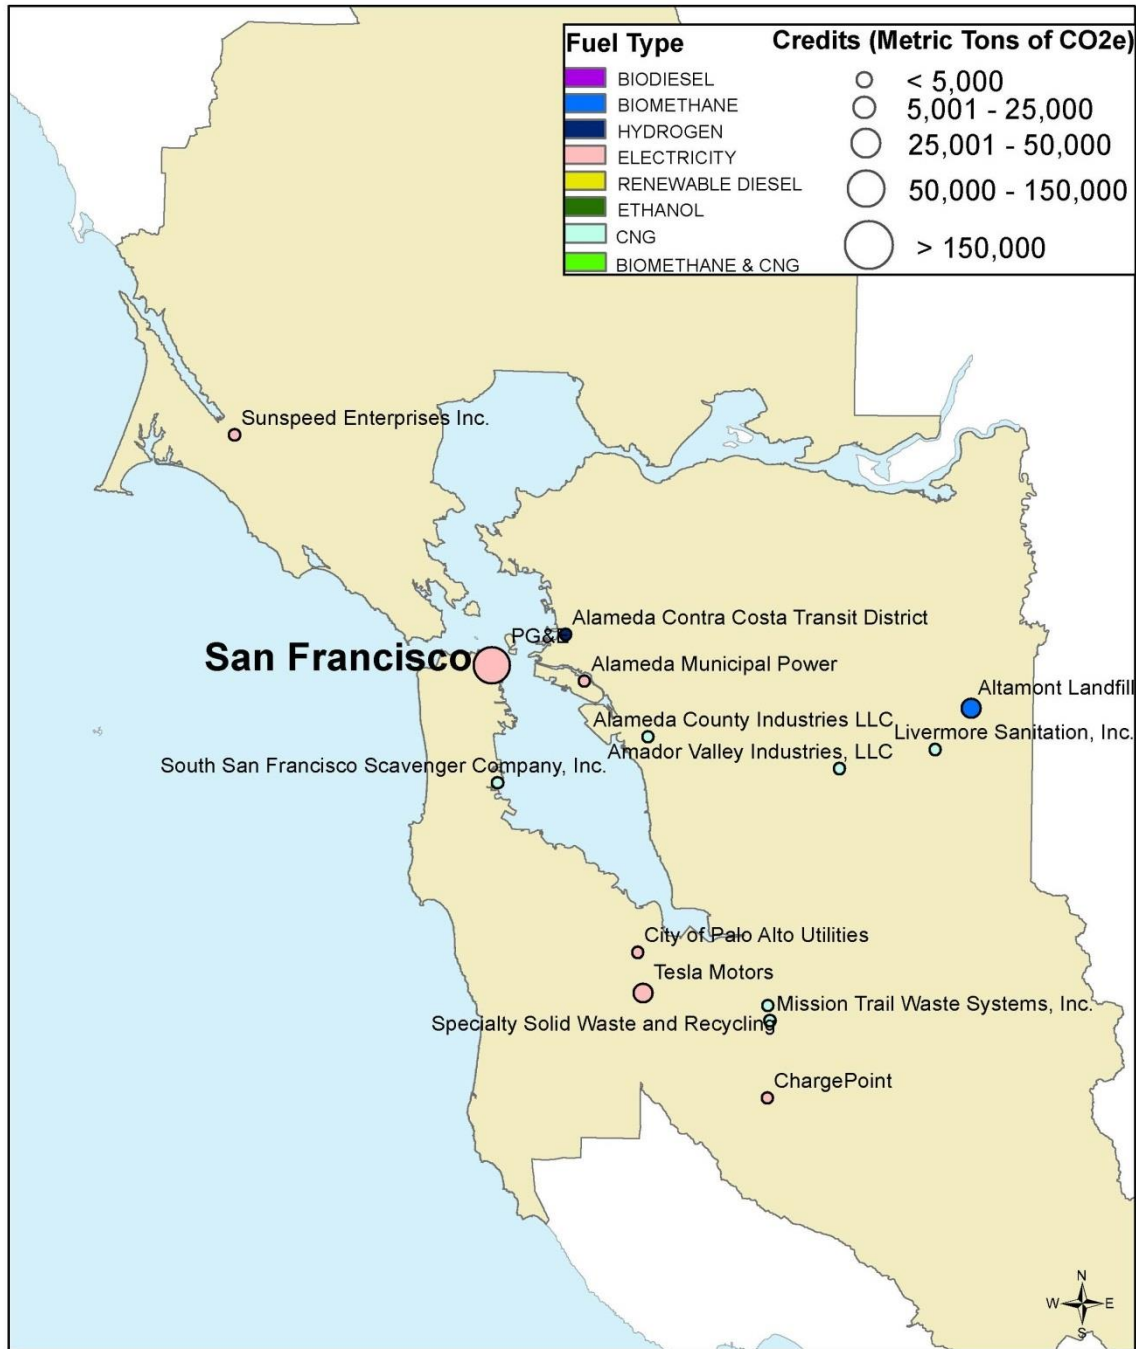 Fuel Type
BIODIESEL
BIOMETHANE
HYDROGEN
ELECTRICITY
RENEWABLE DIESEL
ETHANOL
CNG
BIOMETHANE & CNG
Credits (Metric Tons of CO2e)
< 5,000
5,001 - 25,000
25,001 - 50,000
50,000 - 150,000
> 150,000
Sunspeed Enterprises Inc.
Alameda Contra Costa Transit District
PG&E
San Francisco
Alameda Municipal Power
Altamont Landfill
Alameda County Industries LLC
Livermore Sanitation, Inc.
Amador Valley Industries, LLC
South San Francisco Scavenger Company, Inc.
City of Palo Alto Utilities
Tesla Motors
Mission Trail Waste Systems, Inc.
Specialty Solid Waste and Recycling
ChargePoint
N
W
E
S